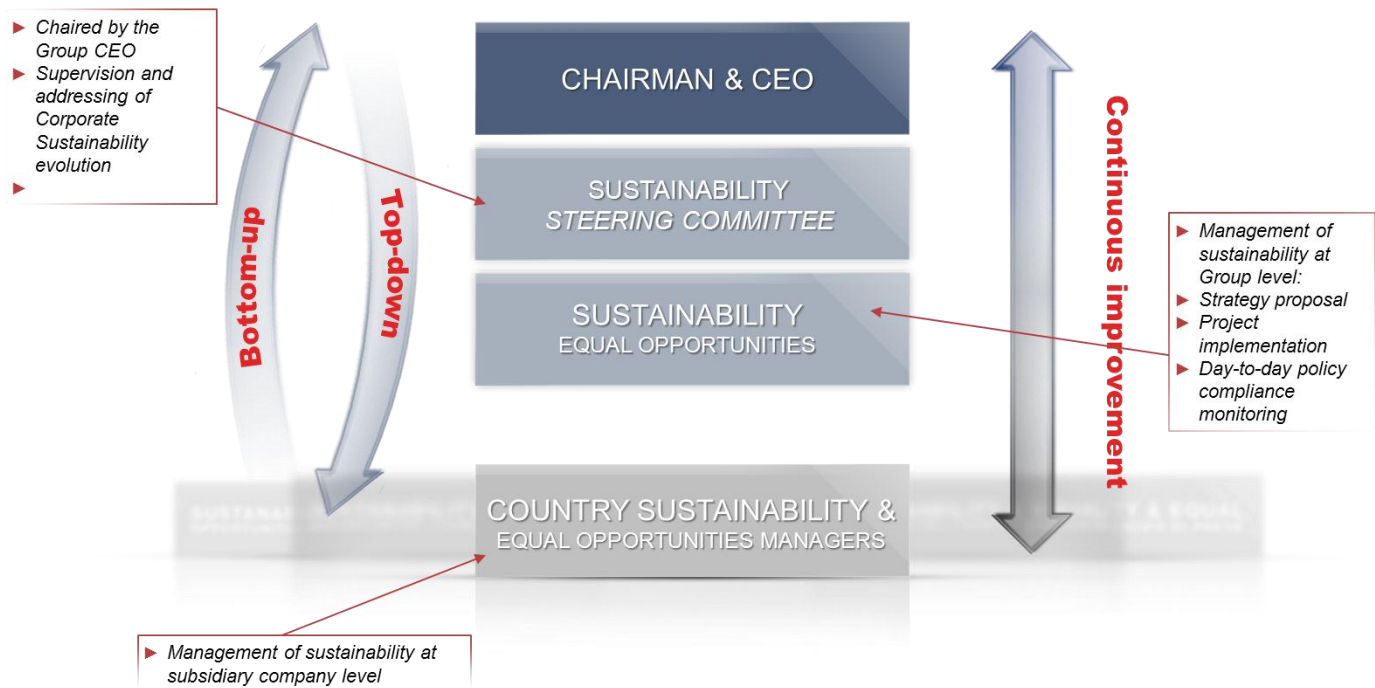 ► Chaired by the
Group CEO
► Supervision and
addressing of
Corporate
Sustainability
evolution
►
Bottom-up
Top-down
CHAIRMAN & CEO
SUSTAINABILITY
STEERING COMMITTEE
SUSTAINABILITY
EQUAL OPPORTUNITIES
COUNTRY SUSTAINABILITY &
EQUAL OPPORTUNITIES MANAGERS
Continuous improvement
► Management of
sustainability at
Group level:
► Strategy proposal
► Project
implementation
► Day-to-day policy
compliance
monitoring
► Management of sustainability at
subsidiary company level